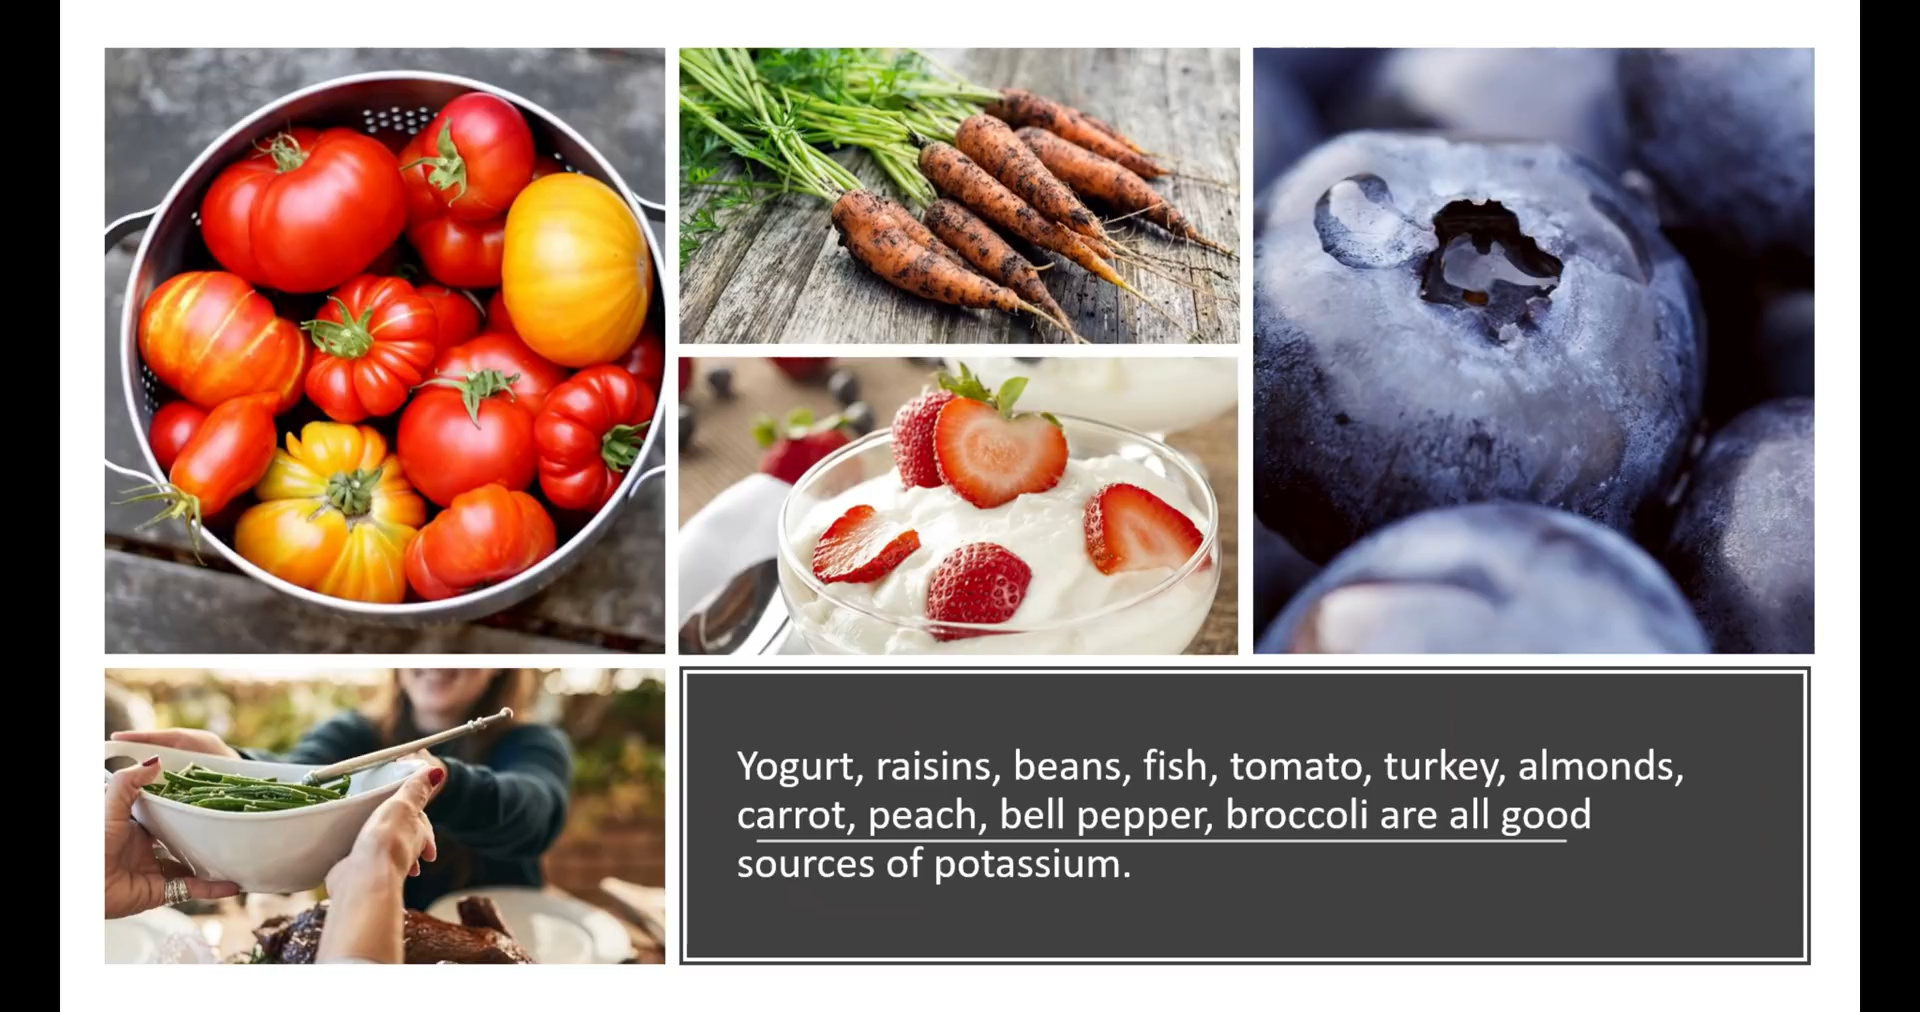 Yogurt, raisins, beans, fish, tomato, turkey, almonds,
carrot, peach, bell pepper, broccoli are all good
sources of potassium.